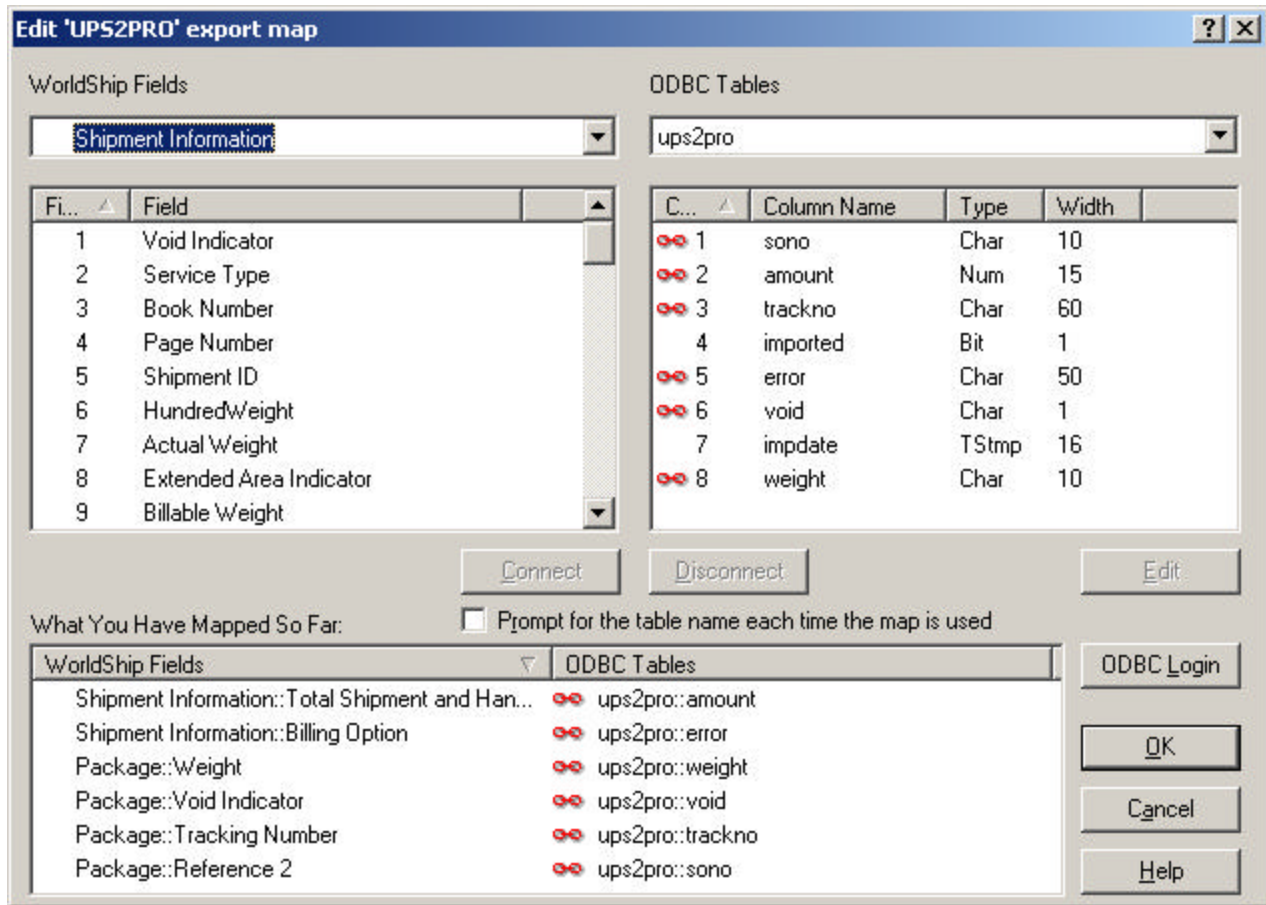 Edit 'UPS2PRO' export map
WorldShip Fields ODBC Tables
Shipment Information ups2pro
Fi... Field C... Column Name Type Width
1 Void Indicator 1 sono Char 10
2 Service Type 2 amount Num 15
3 Book Number 3 trackno Char 60
4 Page Number 4 imported Bit 1
5 Shipment ID 5 error Char 50
6 HundredWeight 6 void Char 1
7 Actual Weight 7 impdate TStmp 16
8 Extended Area Indicator 8 weight Char 10
9 Billable Weight
Connect Disconnect Edit
What You Have Mapped So Far: Prompt for the table name each time the map is used
WorldShip Fields ODBC Tables ODBC Login
Shipment Information::Total Shipment and Han... ups2pro::amount
Shipment Information::Billing Option ups2pro::error OK
Package::Weight ups2pro::weight
Package::Void Indicator ups2pro::void Cancel
Package::Tracking Number ups2pro::trackno
Package::Reference 2 ups2pro::sono Help